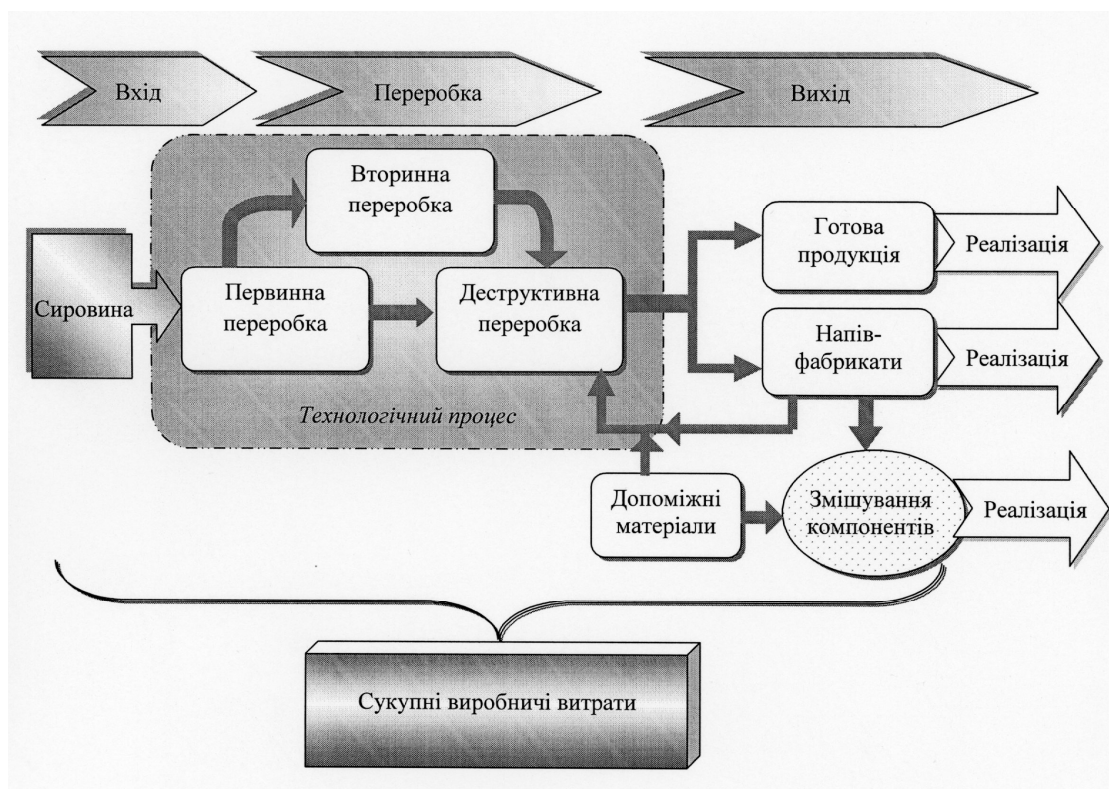 Вхід
Переробка
Вихід
Вторинна
переробка
Готова
продукція
Реалізація
Сировина
Первинна
переробка
Деструктивна
переробка
Напів-
фабрикати
Реалізація
Технологічний процес
Допоміжні
матеріали
Змішування
компонентів
Реалізація
Сукупні виробничі витрати